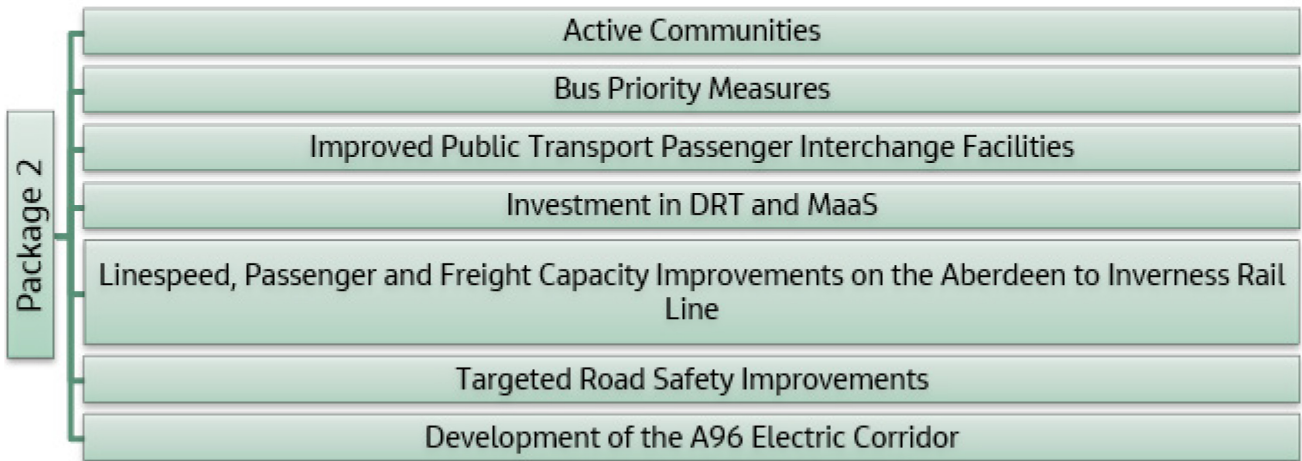 Package 2
Active Communities
Bus Priority Measures
Improved Public Transport Passenger Interchange Facilities
Investment in DRT and MaaS
Linespeed, Passenger and Freight Capacity Improvements on the Aberdeen to Inverness Rail
Line
Targeted Road Safety Improvements
Development of the A96 Electric Corridor